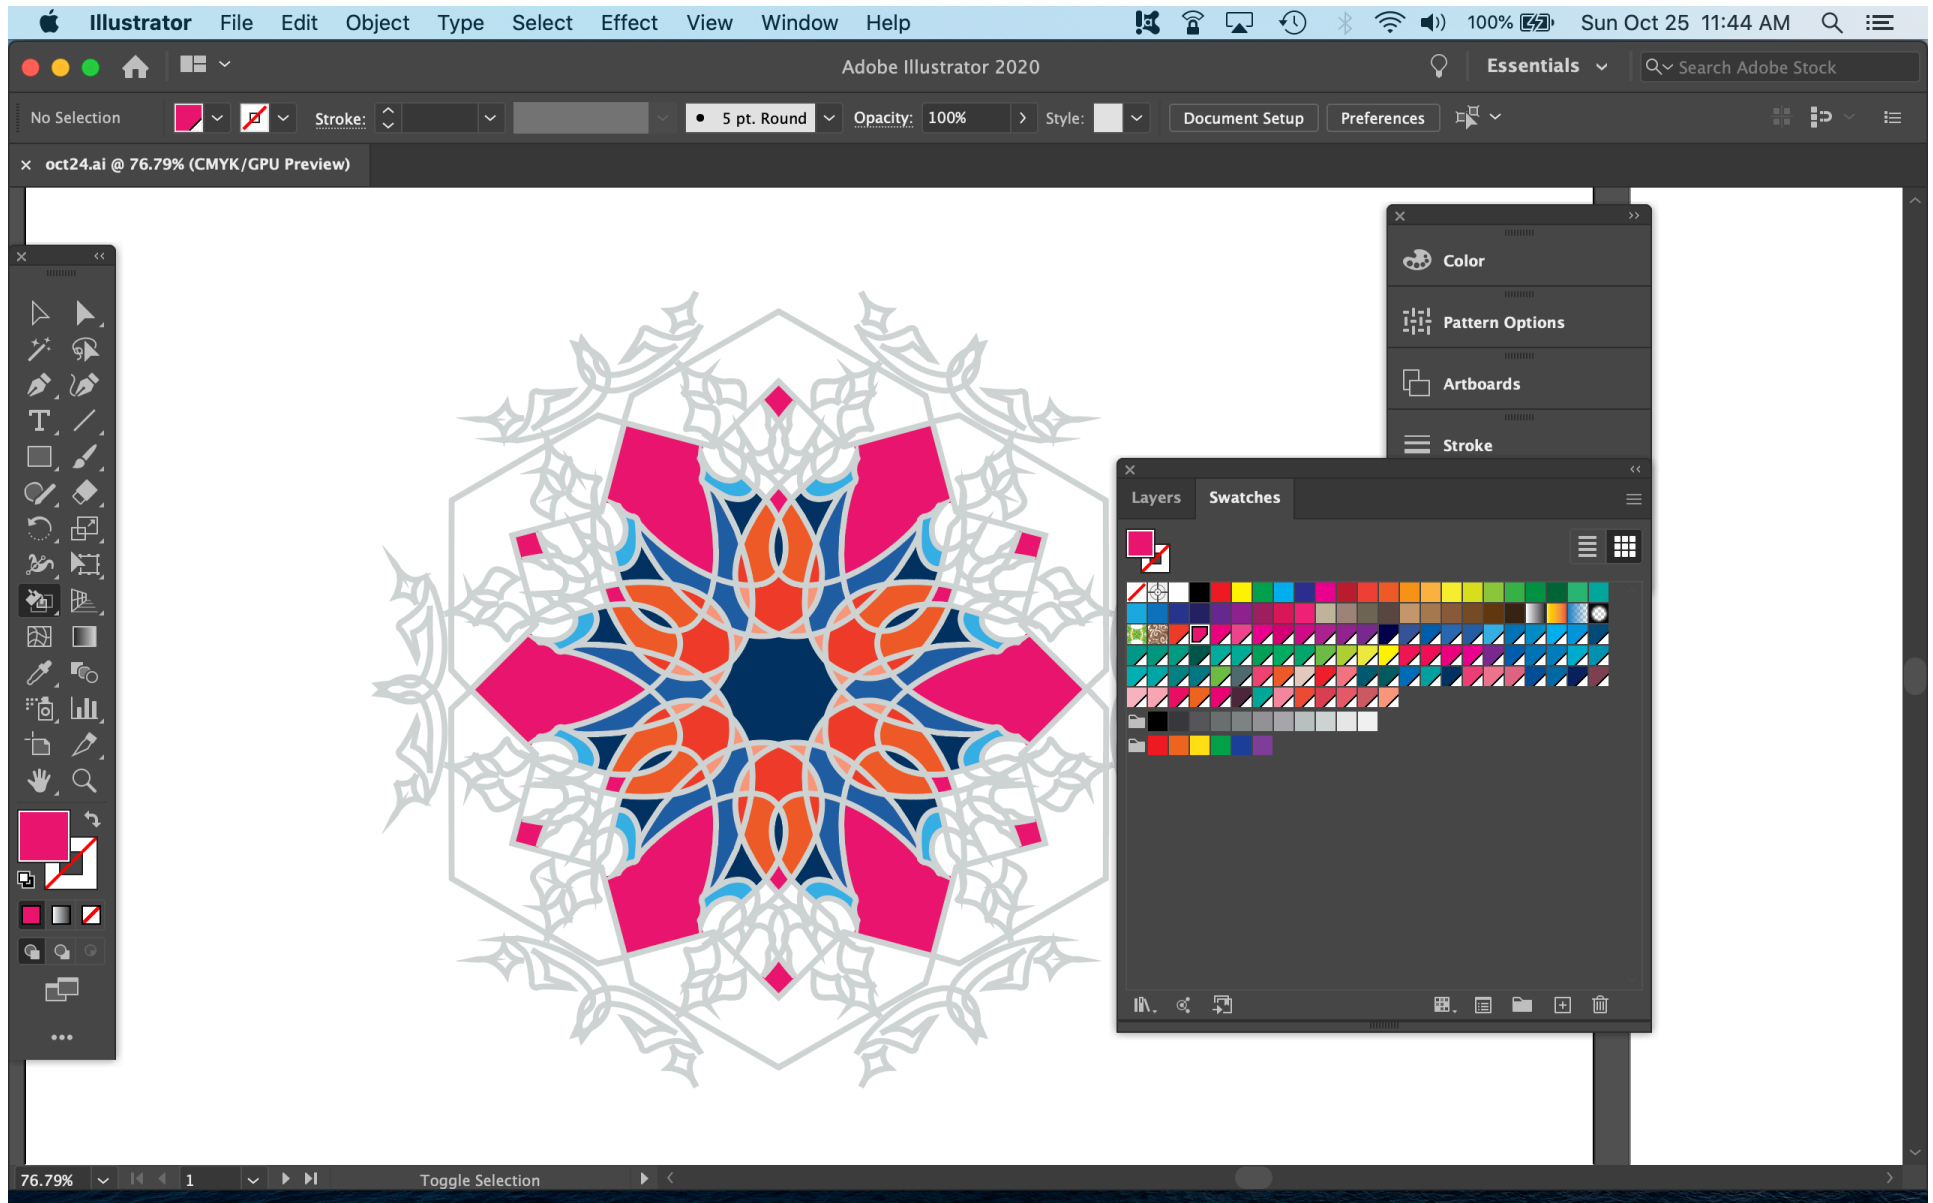 Illustrator File Edit Object Type Select Effect View Window Help 100% Sun Oct 25 11:44 AM
Adobe Illustrator 2020 Essentials Search Adobe Stock
No Selection Stroke: 5 pt. Round Opacity: 100% Style: Document Setup Preferences
oct24.ai @ 76.79% (CMYK/GPU Preview)
Color
Pattern Options
Artboards
Stroke
Layers Swatches
76.79% 1 Toggle Selection